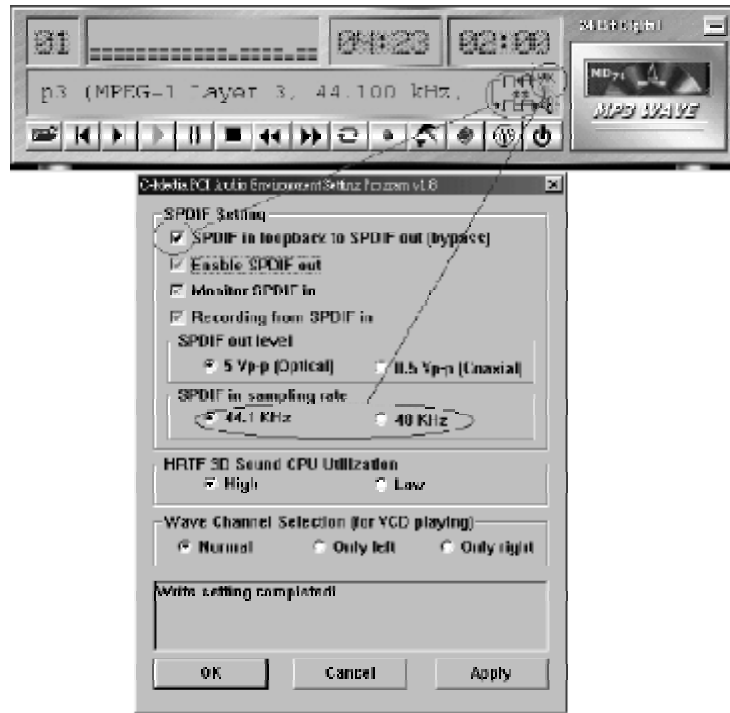 01 04:23 02:00 24 Bit Digital
p3 (MPEG-1 Layer 3, 44.100 kHz,
MP3 WAVE
C-Media PCI Audio Environment Setting Program v1.8
SPDIF Setting
SPDIF in loopback to SPDIF out (bypass)
Enable SPDIF out
Monitor SPDIF in
Recording from SPDIF in
SPDIF out level
5 Vp-p (Optical) 0.5 Vp-p (Coaxial)
SPDIF in sampling rate
44.1 KHz 48 KHz
HRTF 3D Sound CPU Utilization
High Low
Wave Channel Selection (for VCD playing)
Normal Only left Only right
Write setting completed!
OK Cancel Apply